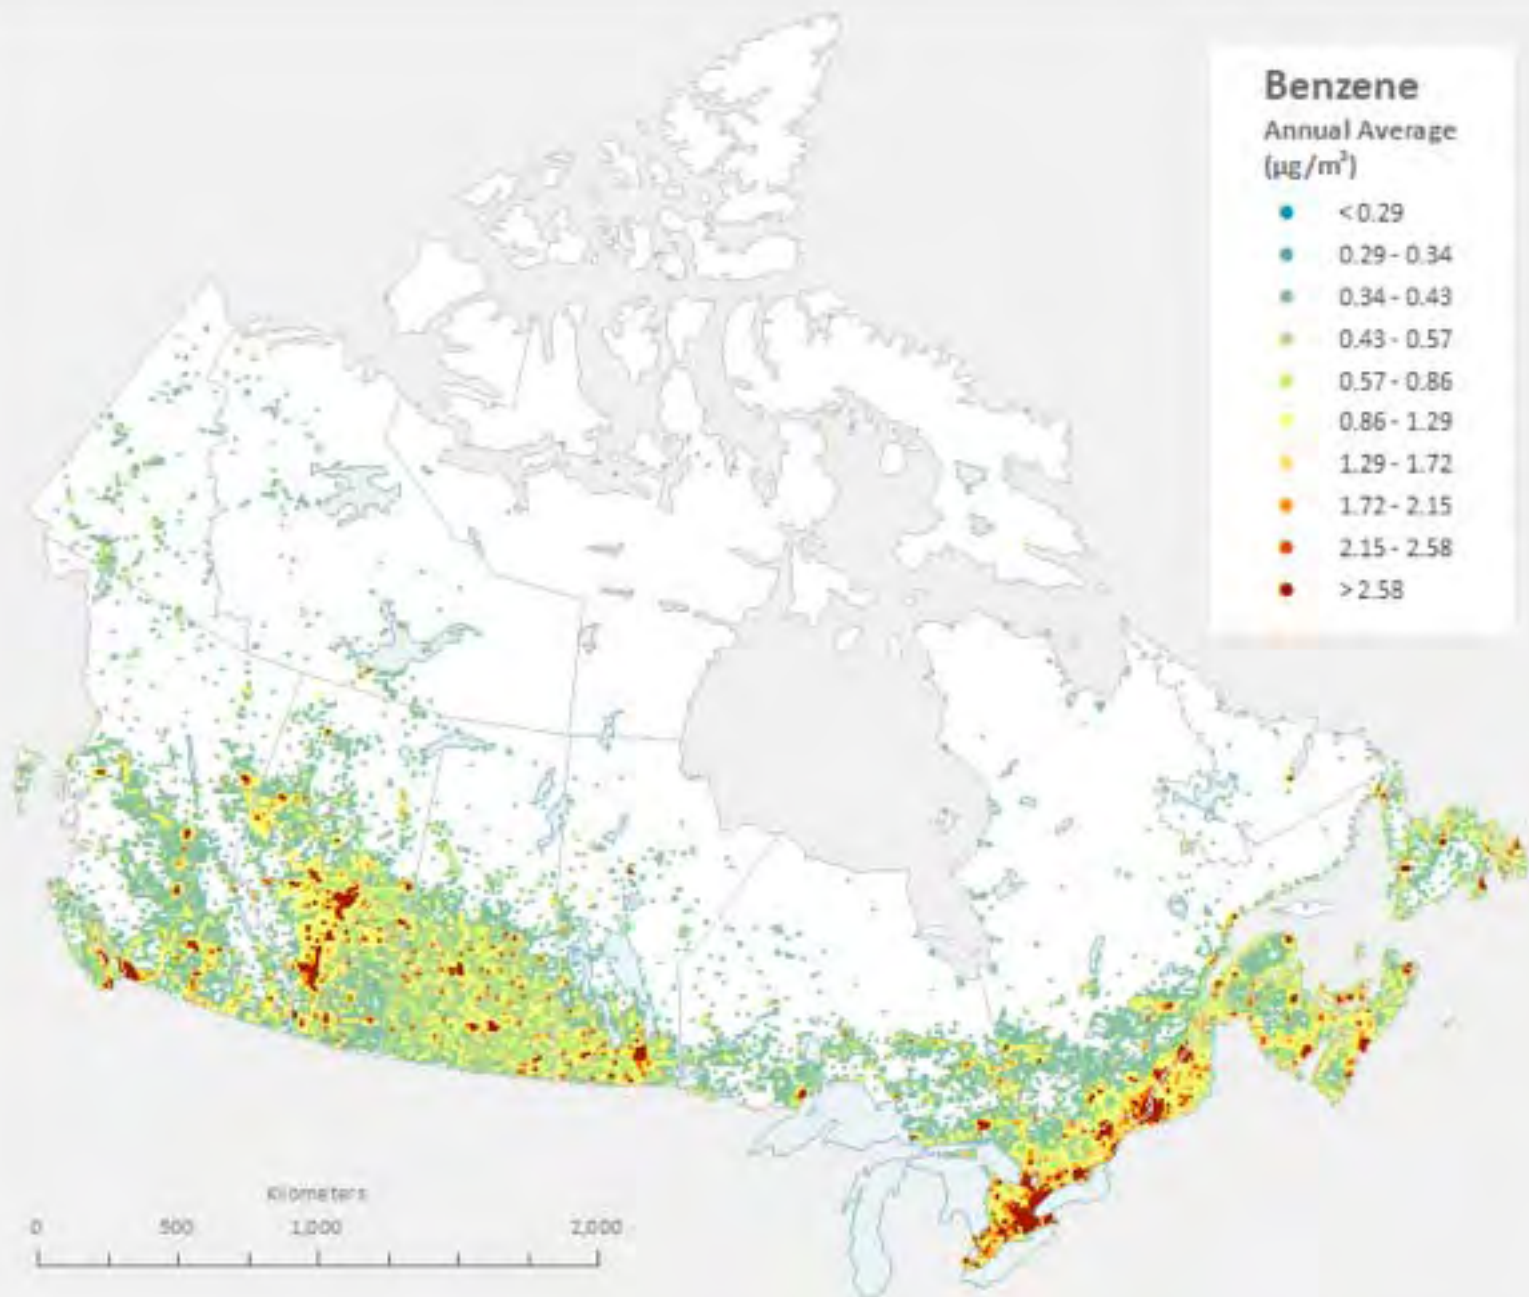 Benzene
Annual Average
(µg/m³)
< 0.29
0.29 - 0.34
0.34 - 0.43
0.43 - 0.57
0.57 - 0.86
0.86 - 1.29
1.29 - 1.72
1.72 - 2.15
2.15 - 2.58
> 2.58
Kilometers
0 500 1,000 2,000